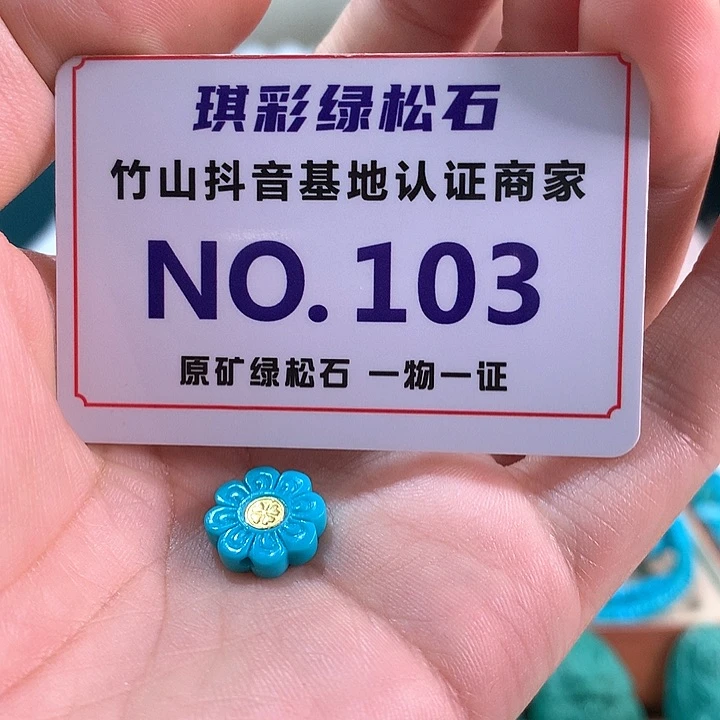 琪彩绿松石
竹山抖音基地认证商家
NO.103
原矿绿松石 一物一证